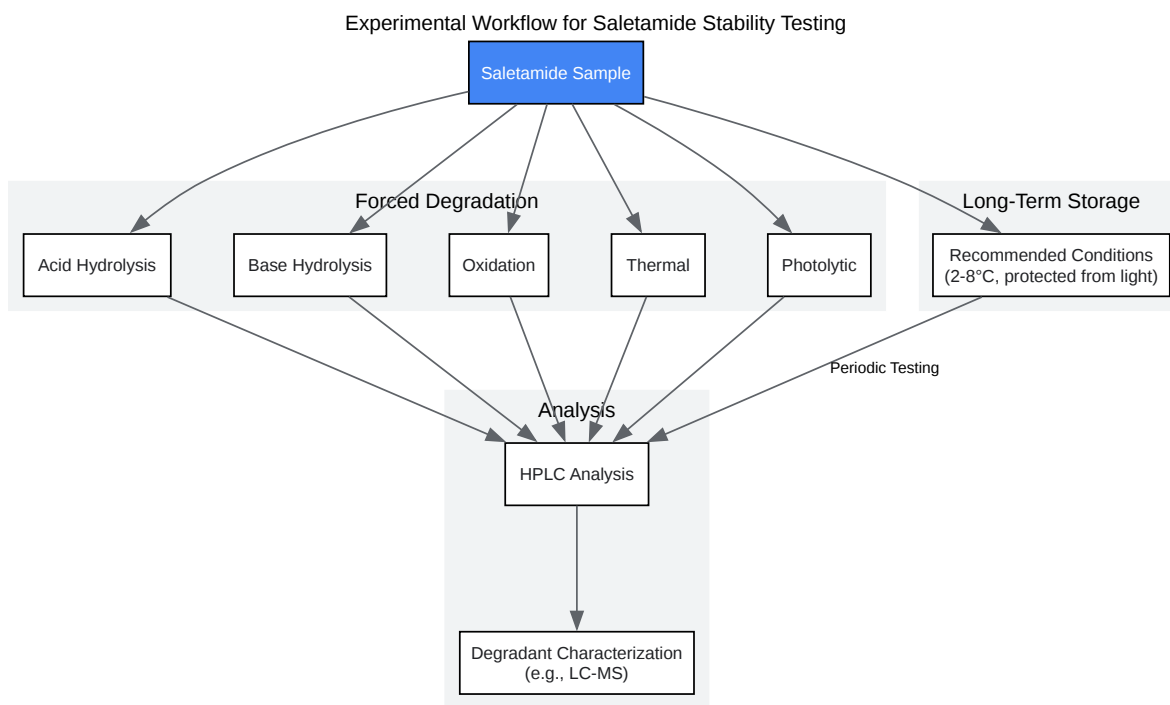 Experimental Workflow for Saletamide Stability Testing
Saletamide Sample
Forced Degradation
Long-Term Storage
Acid Hydrolysis
Base Hydrolysis
Oxidation
Thermal
Photolytic
Recommended Conditions
(2-8°C, protected from light)
Periodic Testing
Analysis
HPLC Analysis
Degradant Characterization
(e.g., LC-MS)